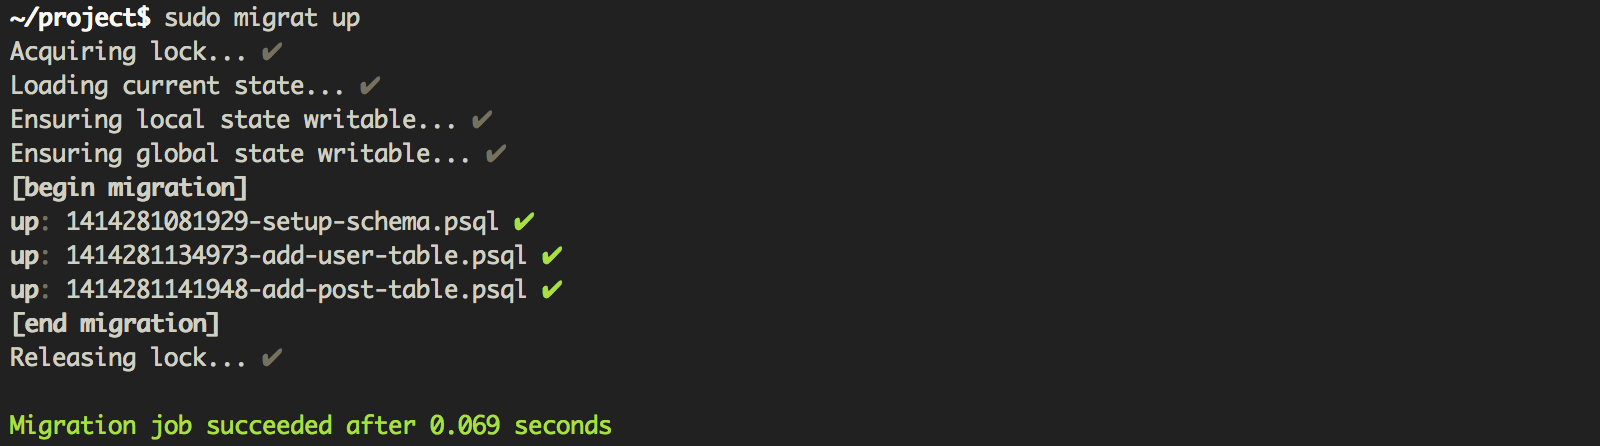 ~/project$ sudo migrat up
Acquiring lock... ✔
Loading current state... ✔
Ensuring local state writable... ✔
Ensuring global state writable... ✔
[begin migration]
up: 1414281081929-setup-schema.psql ✔
up: 1414281134973-add-user-table.psql ✔
up: 1414281141948-add-post-table.psql ✔
[end migration]
Releasing lock... ✔
Migration job succeeded after 0.069 seconds